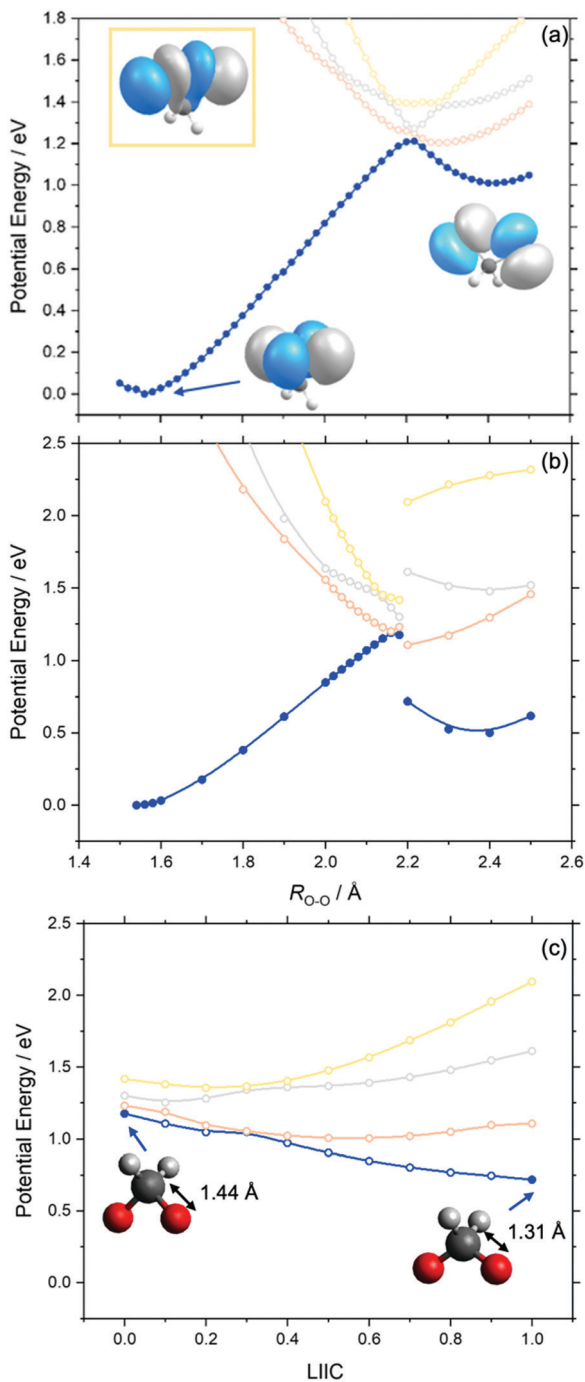 (a)
Potential Energy / eV
1.8
1.6
1.4
1.2
1.0
0.8
0.6
0.4
0.2
0.0
(b)
Potential Energy / eV
2.5
2.0
1.5
1.0
0.5
0.0
1.4 1.6 1.8 2.0 2.2 2.4 2.6
R_O-O / Å
(c)
Potential Energy / eV
2.5
2.0
1.5
1.0
0.5
0.0
1.44 Å
1.31 Å
0.0 0.2 0.4 0.6 0.8 1.0
LIIC